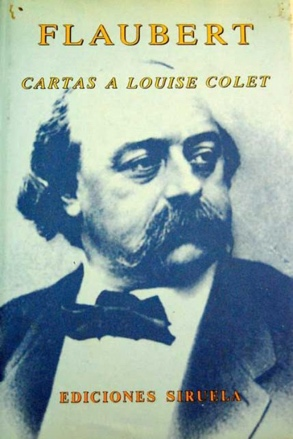 FLAUBERT
CARTAS A LOUISE COLET
EDICIONES SIRUELA